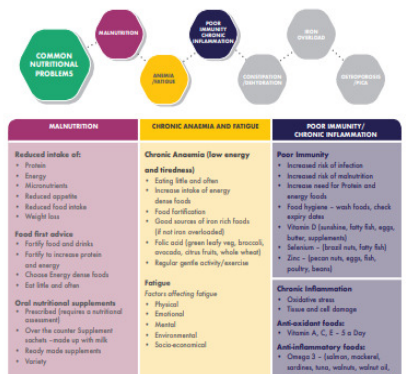 COMMON
NUTRITIONAL
PROBLEMS
MALNUTRITION
ANEMIA
/FATIGUE
POOR
IMMUNITY
CHRONIC
INFLAMMATION
CONSTIPATION
/DEHYDRATION
IRON
OVERLOAD
OSTEOPOROSIS
/PICA
MALNUTRITION
Reduced intake of:
• Protein
• Energy
• Micronutrients
• Reduced appetite
• Reduced food intake
• Weight loss
Food first advice
• Fortify food and drinks
• Fortify to increase protein
and energy
• Choose Energy dense foods
• Eat little and often
Oral nutritional supplements
• Prescribed (requires a nutritional
assessment)
• Over the counter Supplement
sachets –made up with milk
• Ready made supplements
• Variety
CHRONIC ANAEMIA AND FATIGUE
Chronic Anaemia (low energy
and tiredness)
• Eating little and often
• Increase intake of energy
dense foods
• Food fortification
• Good sources of iron rich foods
(if not iron overloaded)
• Folic acid (green leafy veg, broccoli,
avocado, citrus fruits, whole wheat)
• Regular gentle activity/exercise
Fatigue
Factors affecting fatigue
• Physical
• Emotional
• Mental
• Environmental
• Socio-economical
POOR IMMUNITY/
CHRONIC INFLAMMATION
Poor Immunity
• Increased risk of infection
• Increased risk of malnutrition
• Increase need for Protein and
energy foods
• Food hygiene – wash foods, check
expiry dates
• Vitamin D (sunshine, fatty fish, eggs,
butter, supplements)
• Selenium – (brazil nuts, fatty fish)
• Zinc – (pecan nuts, eggs, fish,
poultry, beans)
Chronic Inflammation
• Oxidative stress
• Tissue and cell damage
Anti-oxidant foods:
• Vitamin A, C, E – 5 a Day
Anti-inflammatory foods:
• Omega 3 – (salmon, mackerel,
sardines, tuna, walnuts, walnut oil,